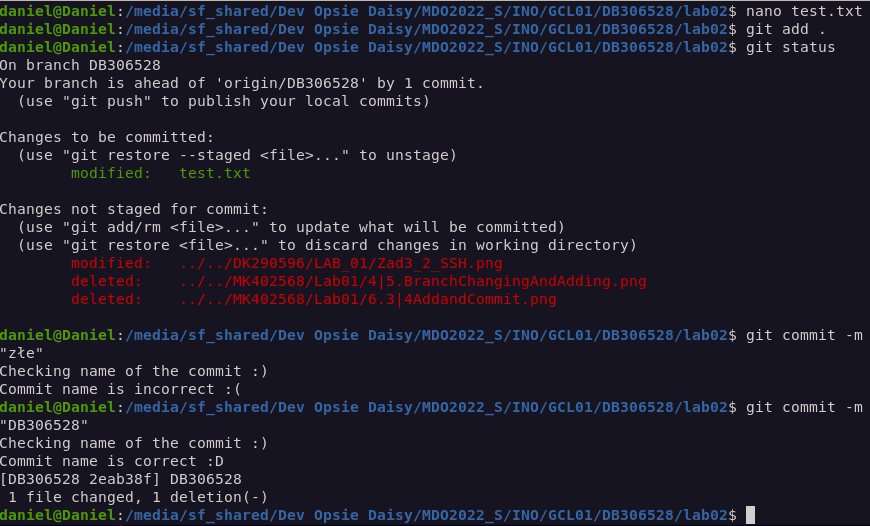 daniel@Daniel:/media/sf_shared/Dev Opsie Daisy/MDO2022_S/INO/GCL01/DB306528/lab02$ nano test.txt
daniel@Daniel:/media/sf_shared/Dev Opsie Daisy/MDO2022_S/INO/GCL01/DB306528/lab02$ git add .
daniel@Daniel:/media/sf_shared/Dev Opsie Daisy/MDO2022_S/INO/GCL01/DB306528/lab02$ git status
On branch DB306528
Your branch is ahead of 'origin/DB306528' by 1 commit.
  (use "git push" to publish your local commits)

Changes to be committed:
  (use "git restore --staged <file>..." to unstage)
        modified:   test.txt

Changes not staged for commit:
  (use "git add/rm <file>..." to update what will be committed)
  (use "git restore <file>..." to discard changes in working directory)
        modified:   ../../DK290596/LAB_01/Zad3_2_SSH.png
        deleted:    ../../MK402568/Lab01/4|5.BranchChangingAndAdding.png
        deleted:    ../../MK402568/Lab01/6.3|4AddandCommit.png

daniel@Daniel:/media/sf_shared/Dev Opsie Daisy/MDO2022_S/INO/GCL01/DB306528/lab02$ git commit -m
"złe"
Checking name of the commit :)
Commit name is incorrect :(
daniel@Daniel:/media/sf_shared/Dev Opsie Daisy/MDO2022_S/INO/GCL01/DB306528/lab02$ git commit -m
"DB306528"
Checking name of the commit :)
Commit name is correct :D
[DB306528 2eab38f] DB306528
 1 file changed, 1 deletion(-)
daniel@Daniel:/media/sf_shared/Dev Opsie Daisy/MDO2022_S/INO/GCL01/DB306528/lab02$